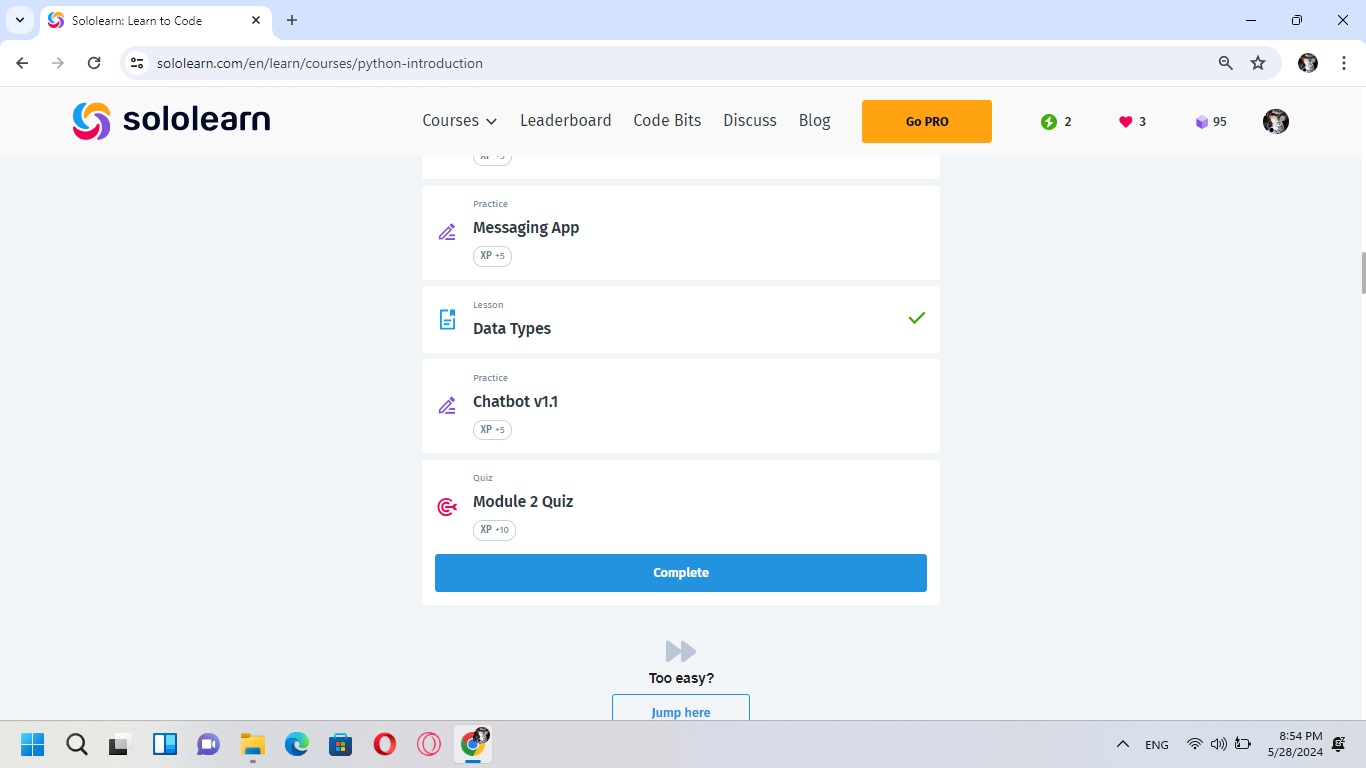 Sololearn: Learn to Code
sololearn.com/en/learn/courses/python-introduction
sololearn
Courses
Leaderboard
Code Bits
Discuss
Blog
Go PRO
2
3
95
XP +5
Practice
Messaging App
XP +5
Lesson
Data Types
Practice
Chatbot v1.1
XP +5
Quiz
Module 2 Quiz
XP +10
Complete
Too easy?
Jump here
ENG
8:54 PM
5/28/2024